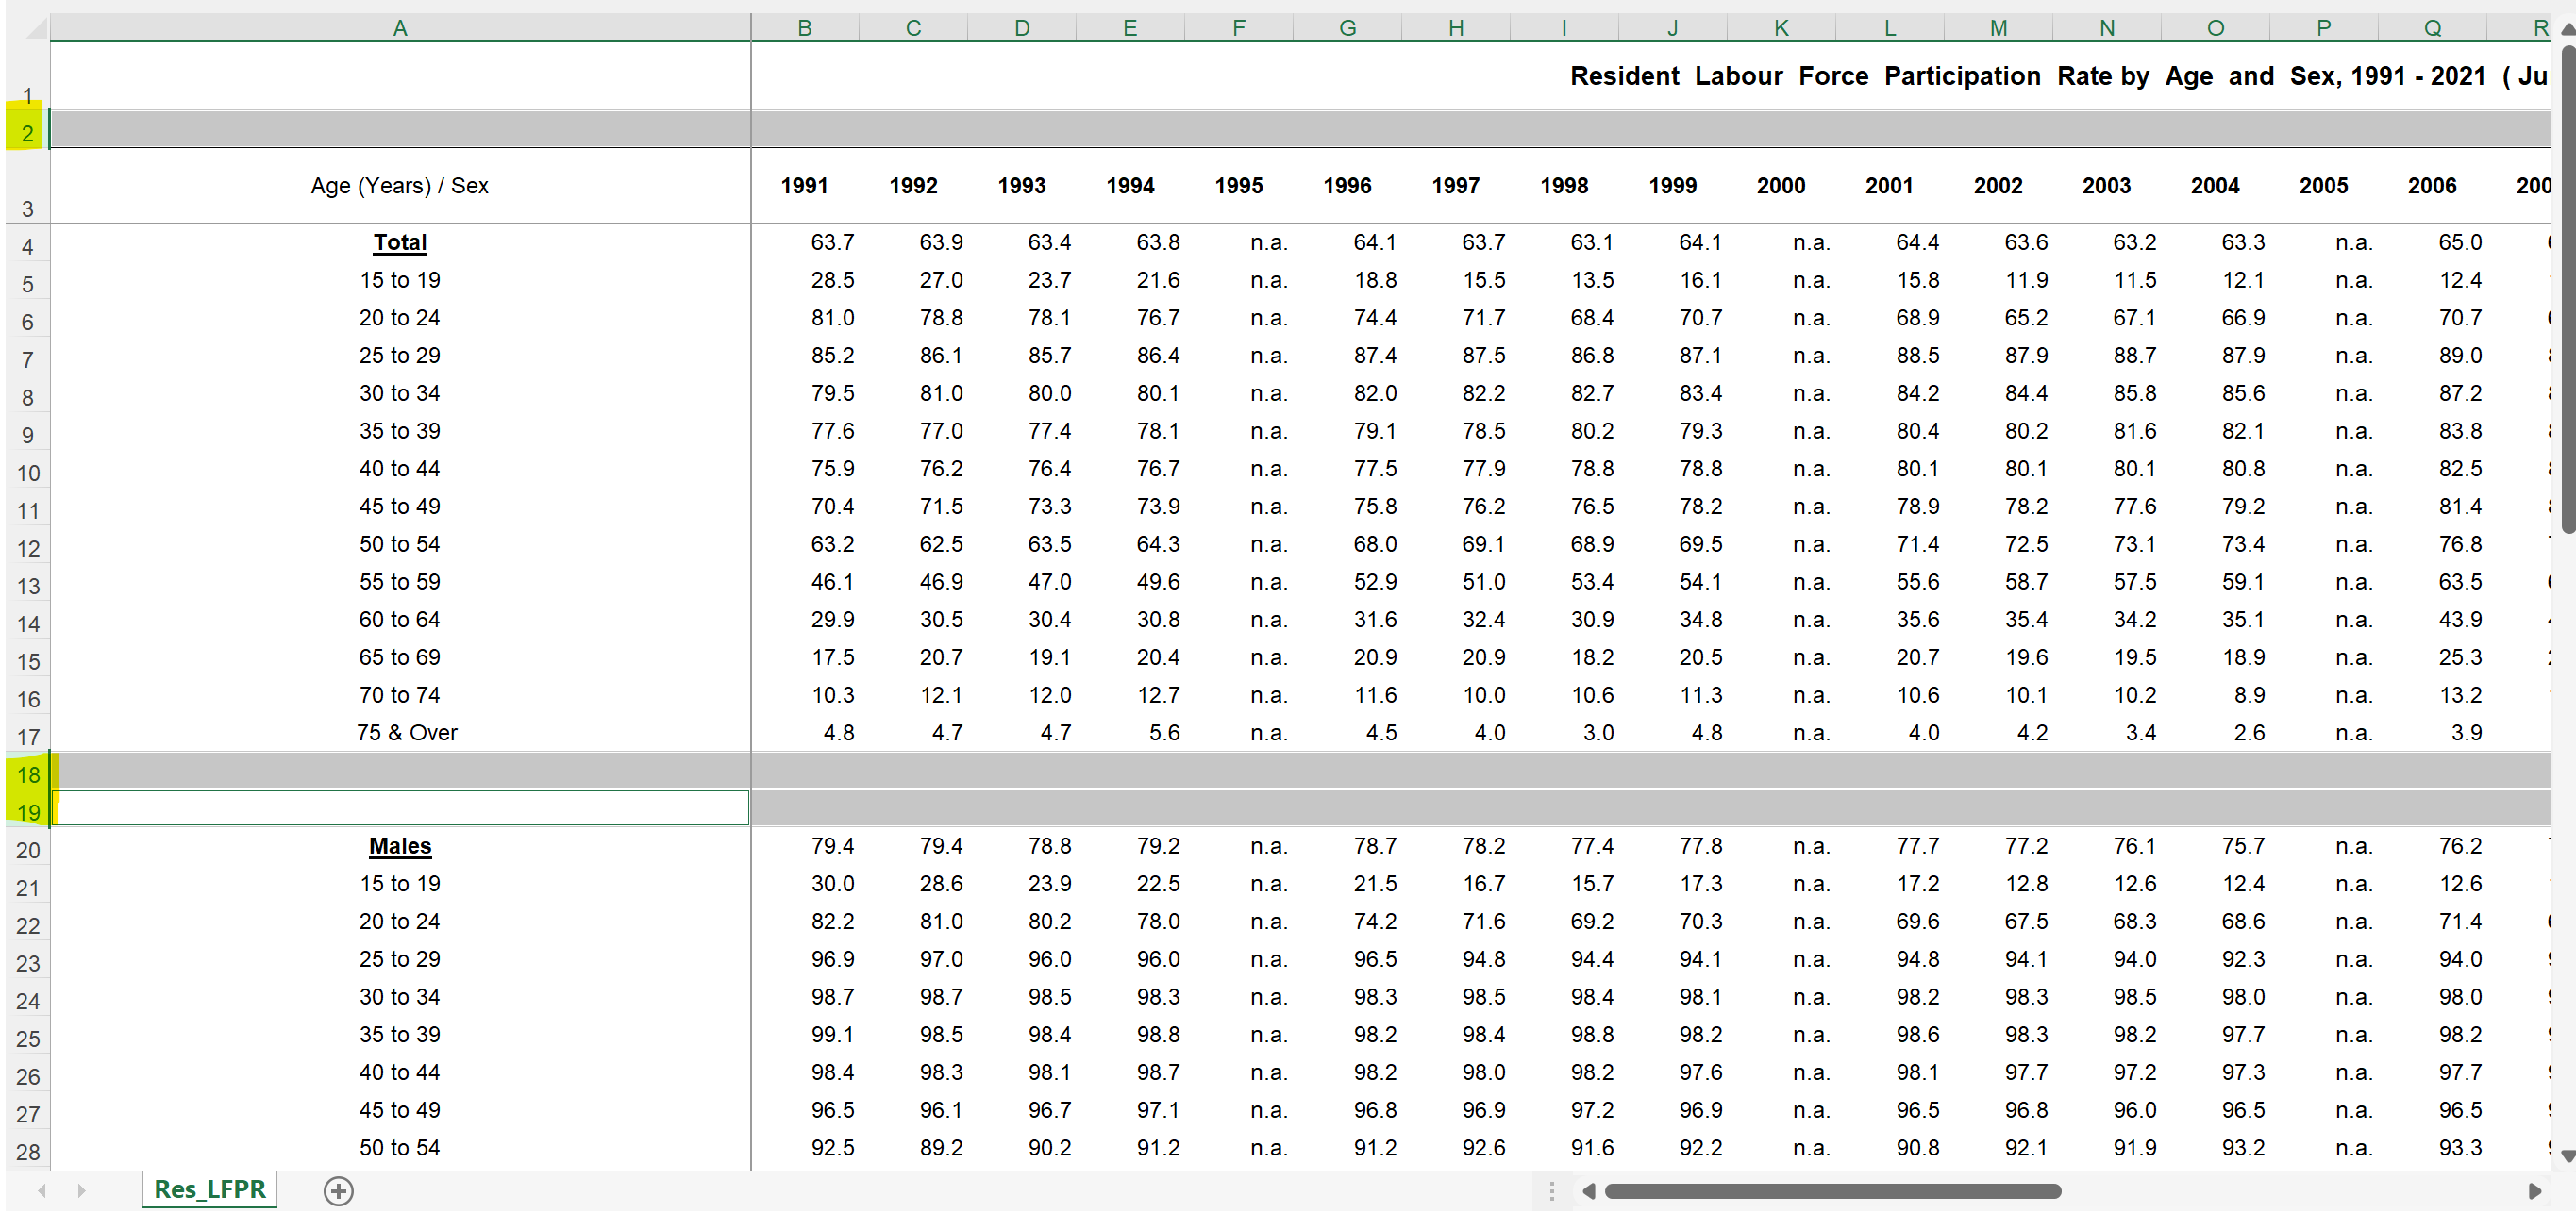 A B C D E F G H I J K L M N O P Q R
1 Resident Labour Force Participation Rate by Age and Sex, 1991 - 2021 ( Ju
2
3 Age (Years) / Sex 1991 1992 1993 1994 1995 1996 1997 1998 1999 2000 2001 2002 2003 2004 2005 2006 200
4 Total 63.7 63.9 63.4 63.8 n.a. 64.1 63.7 63.1 64.1 n.a. 64.4 63.6 63.2 63.3 n.a. 65.0
5 15 to 19 28.5 27.0 23.7 21.6 n.a. 18.8 15.5 13.5 16.1 n.a. 15.8 11.9 11.5 12.1 n.a. 12.4
6 20 to 24 81.0 78.8 78.1 76.7 n.a. 74.4 71.7 68.4 70.7 n.a. 68.9 65.2 67.1 66.9 n.a. 70.7
7 25 to 29 85.2 86.1 85.7 86.4 n.a. 87.4 87.5 86.8 87.1 n.a. 88.5 87.9 88.7 87.9 n.a. 89.0
8 30 to 34 79.5 81.0 80.0 80.1 n.a. 82.0 82.2 82.7 83.4 n.a. 84.2 84.4 85.8 85.6 n.a. 87.2
9 35 to 39 77.6 77.0 77.4 78.1 n.a. 79.1 78.5 80.2 79.3 n.a. 80.4 80.2 81.6 82.1 n.a. 83.8
10 40 to 44 75.9 76.2 76.4 76.7 n.a. 77.5 77.9 78.8 78.8 n.a. 80.1 80.1 80.1 80.8 n.a. 82.5
11 45 to 49 70.4 71.5 73.3 73.9 n.a. 75.8 76.2 76.5 78.2 n.a. 78.9 78.2 77.6 79.2 n.a. 81.4
12 50 to 54 63.2 62.5 63.5 64.3 n.a. 68.0 69.1 68.9 69.5 n.a. 71.4 72.5 73.1 73.4 n.a. 76.8
13 55 to 59 46.1 46.9 47.0 49.6 n.a. 52.9 51.0 53.4 54.1 n.a. 55.6 58.7 57.5 59.1 n.a. 63.5
14 60 to 64 29.9 30.5 30.4 30.8 n.a. 31.6 32.4 30.9 34.8 n.a. 35.6 35.4 34.2 35.1 n.a. 43.9
15 65 to 69 17.5 20.7 19.1 20.4 n.a. 20.9 20.9 18.2 20.5 n.a. 20.7 19.6 19.5 18.9 n.a. 25.3
16 70 to 74 10.3 12.1 12.0 12.7 n.a. 11.6 10.0 10.6 11.3 n.a. 10.6 10.1 10.2 8.9 n.a. 13.2
17 75 & Over 4.8 4.7 4.7 5.6 n.a. 4.5 4.0 3.0 4.8 n.a. 4.0 4.2 3.4 2.6 n.a. 3.9
18
19
20 Males 79.4 79.4 78.8 79.2 n.a. 78.7 78.2 77.4 77.8 n.a. 77.7 77.2 76.1 75.7 n.a. 76.2
21 15 to 19 30.0 28.6 23.9 22.5 n.a. 21.5 16.7 15.7 17.3 n.a. 17.2 12.8 12.6 12.4 n.a. 12.6
22 20 to 24 82.2 81.0 80.2 78.0 n.a. 74.2 71.6 69.2 70.3 n.a. 69.6 67.5 68.3 68.6 n.a. 71.4
23 25 to 29 96.9 97.0 96.0 96.0 n.a. 96.5 94.8 94.4 94.1 n.a. 94.8 94.1 94.0 92.3 n.a. 94.0
24 30 to 34 98.7 98.7 98.5 98.3 n.a. 98.3 98.5 98.4 98.1 n.a. 98.2 98.3 98.5 98.0 n.a. 98.0
25 35 to 39 99.1 98.5 98.4 98.8 n.a. 98.2 98.4 98.8 98.2 n.a. 98.6 98.3 98.2 97.7 n.a. 98.2
26 40 to 44 98.4 98.3 98.1 98.7 n.a. 98.2 98.0 98.2 97.6 n.a. 98.1 97.7 97.2 97.3 n.a. 97.7
27 45 to 49 96.5 96.1 96.7 97.1 n.a. 96.8 96.9 97.2 96.9 n.a. 96.5 96.8 96.0 96.5 n.a. 96.5
28 50 to 54 92.5 89.2 90.2 91.2 n.a. 91.2 92.6 91.6 92.2 n.a. 90.8 92.1 91.9 93.2 n.a. 93.3
Res_LFPR